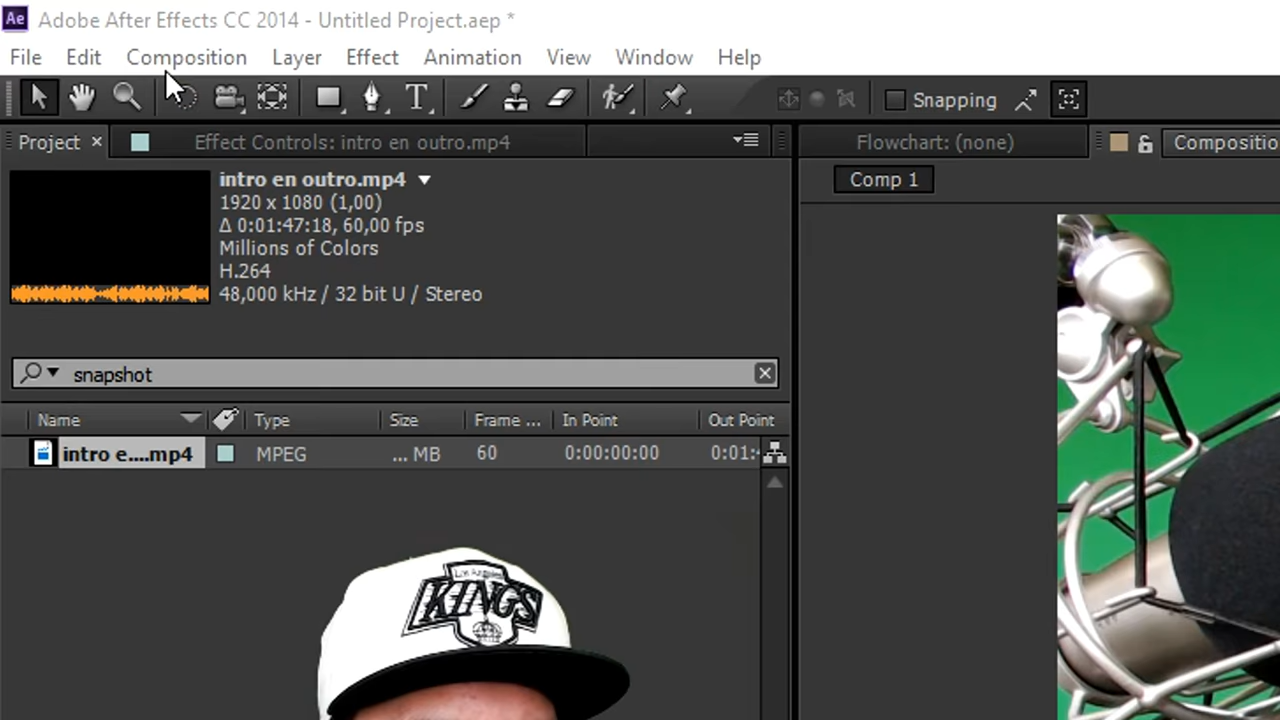 Ae Adobe After Effects CC 2014 - Untitled Project.aep *
File Edit Composition Layer Effect Animation View Window Help
T Snapping
Project × Effect Controls: intro en outro.mp4 Flowchart: (none) Compositio
intro en outro.mp4
Comp 1
1920 x 1080 (1,00)
Δ 0:01:47:18, 60,00 fps
Millions of Colors
H.264
48,000 kHz / 32 bit U / Stereo
snapshot
Name Type Size Frame ... In Point Out Point
intro e....mp4 MPEG ... MB 60 0:00:00:00 0:01:
Los Angeles
KINGS